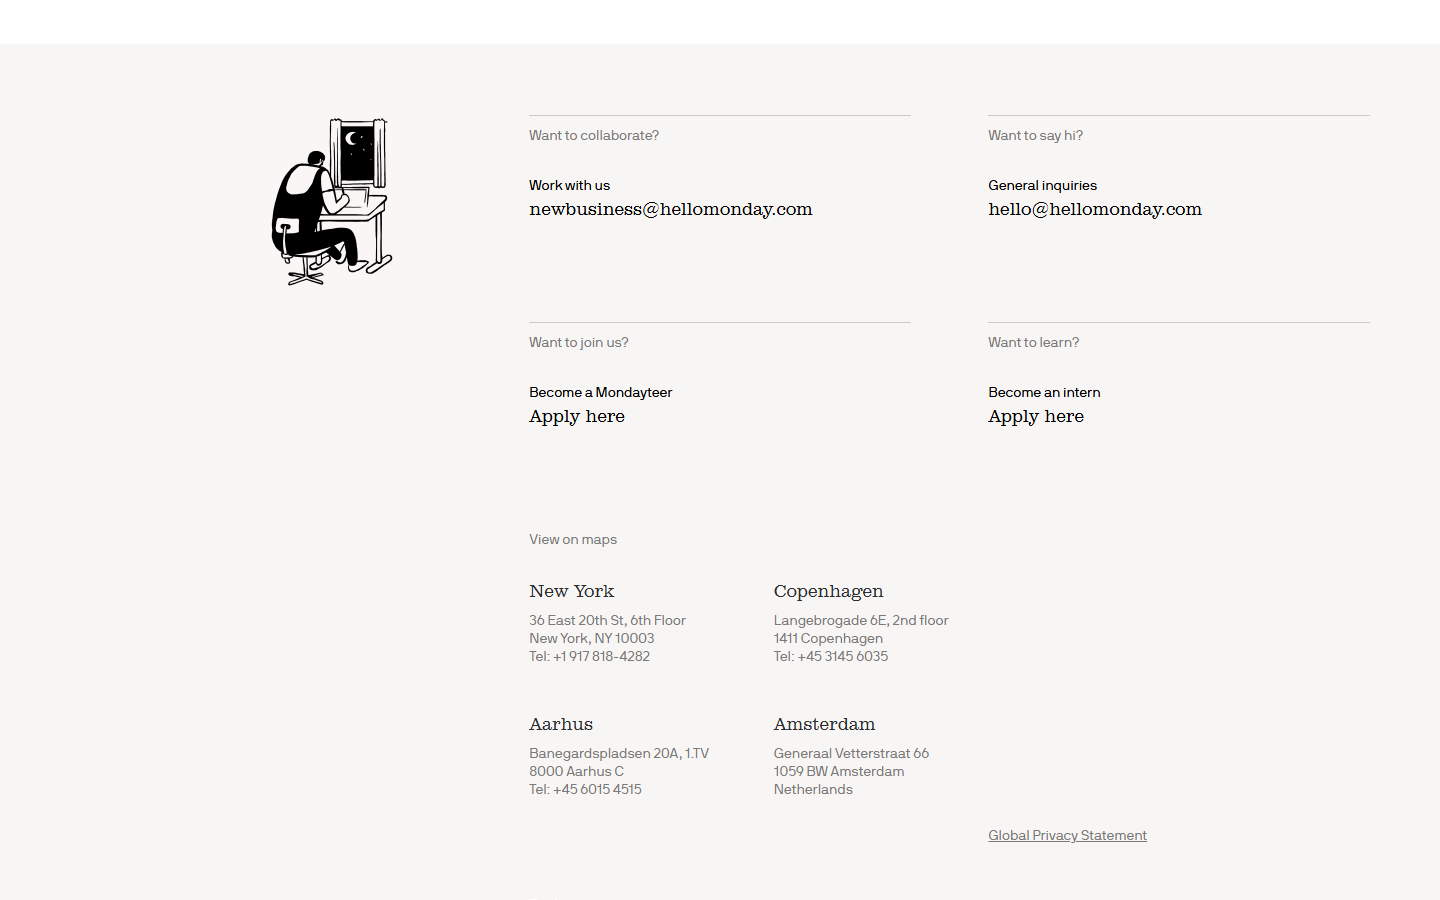 Want to collaborate?
Work with us
newbusiness@hellomonday.com
Want to say hi?
General inquiries
hello@hellomonday.com
Want to join us?
Become a Mondayteer
Apply here
Want to learn?
Become an intern
Apply here
View on maps
New York
36 East 20th St, 6th Floor
New York, NY 10003
Tel: +1 917 818-4282
Copenhagen
Langebrogade 6E, 2nd floor
1411 Copenhagen
Tel: +45 3145 6035
Aarhus
Banegardspladsen 20A, 1.TV
8000 Aarhus C
Tel: +45 6015 4515
Amsterdam
Generaal Vetterstraat 66
1059 BW Amsterdam
Netherlands
Global Privacy Statement